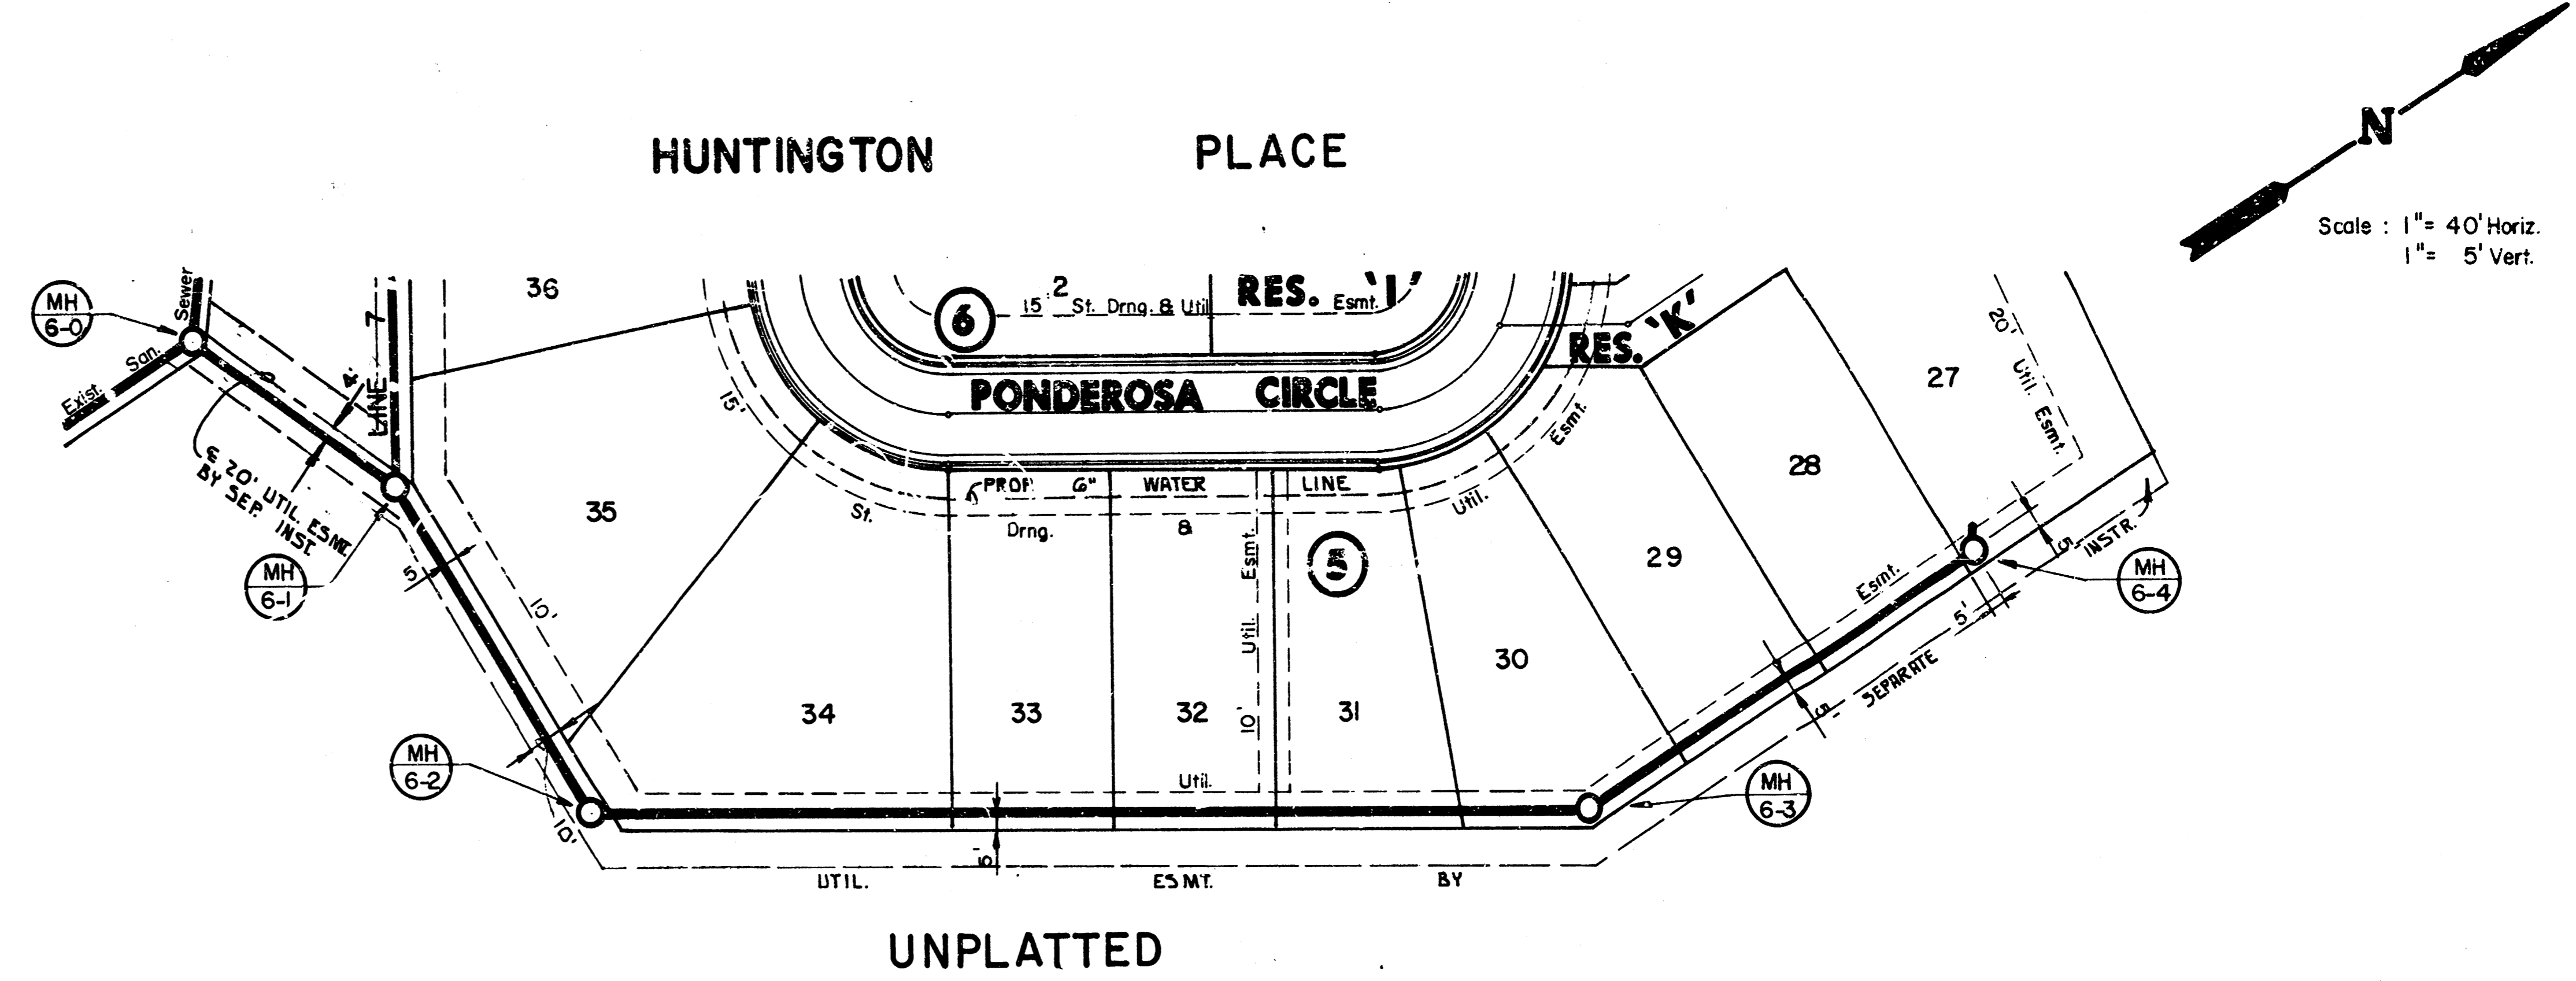 HUNTINGTON PLACE
N
Scale : 1"= 40' Horiz.
1"= 5' Vert.
MH
6-0
Sewer
Exist. San.
LINE 7
4'
36
6
2
15' St. Drng. & Util.
RES. 'I'
Esmt.
RES. 'K'
PONDEROSA CIRCLE
27
20' Util. Esmt.
28
35
15'
St.
PROP. 6" WATER LINE
Drng.
&
Util.
Esmt.
℄ 20' UTIL. ESMT.
BY SEP. INST.
MH
6-1
5
10'
5
29
30
Esmt.
5'
INSTR.
MH
6-4
5'
SEPARATE
5'
34
33
32
31
10' Util. Esmt.
Util.
MH
6-2
10'
MH
6-3
5'
UTIL. ESMT. BY
UNPLATTED